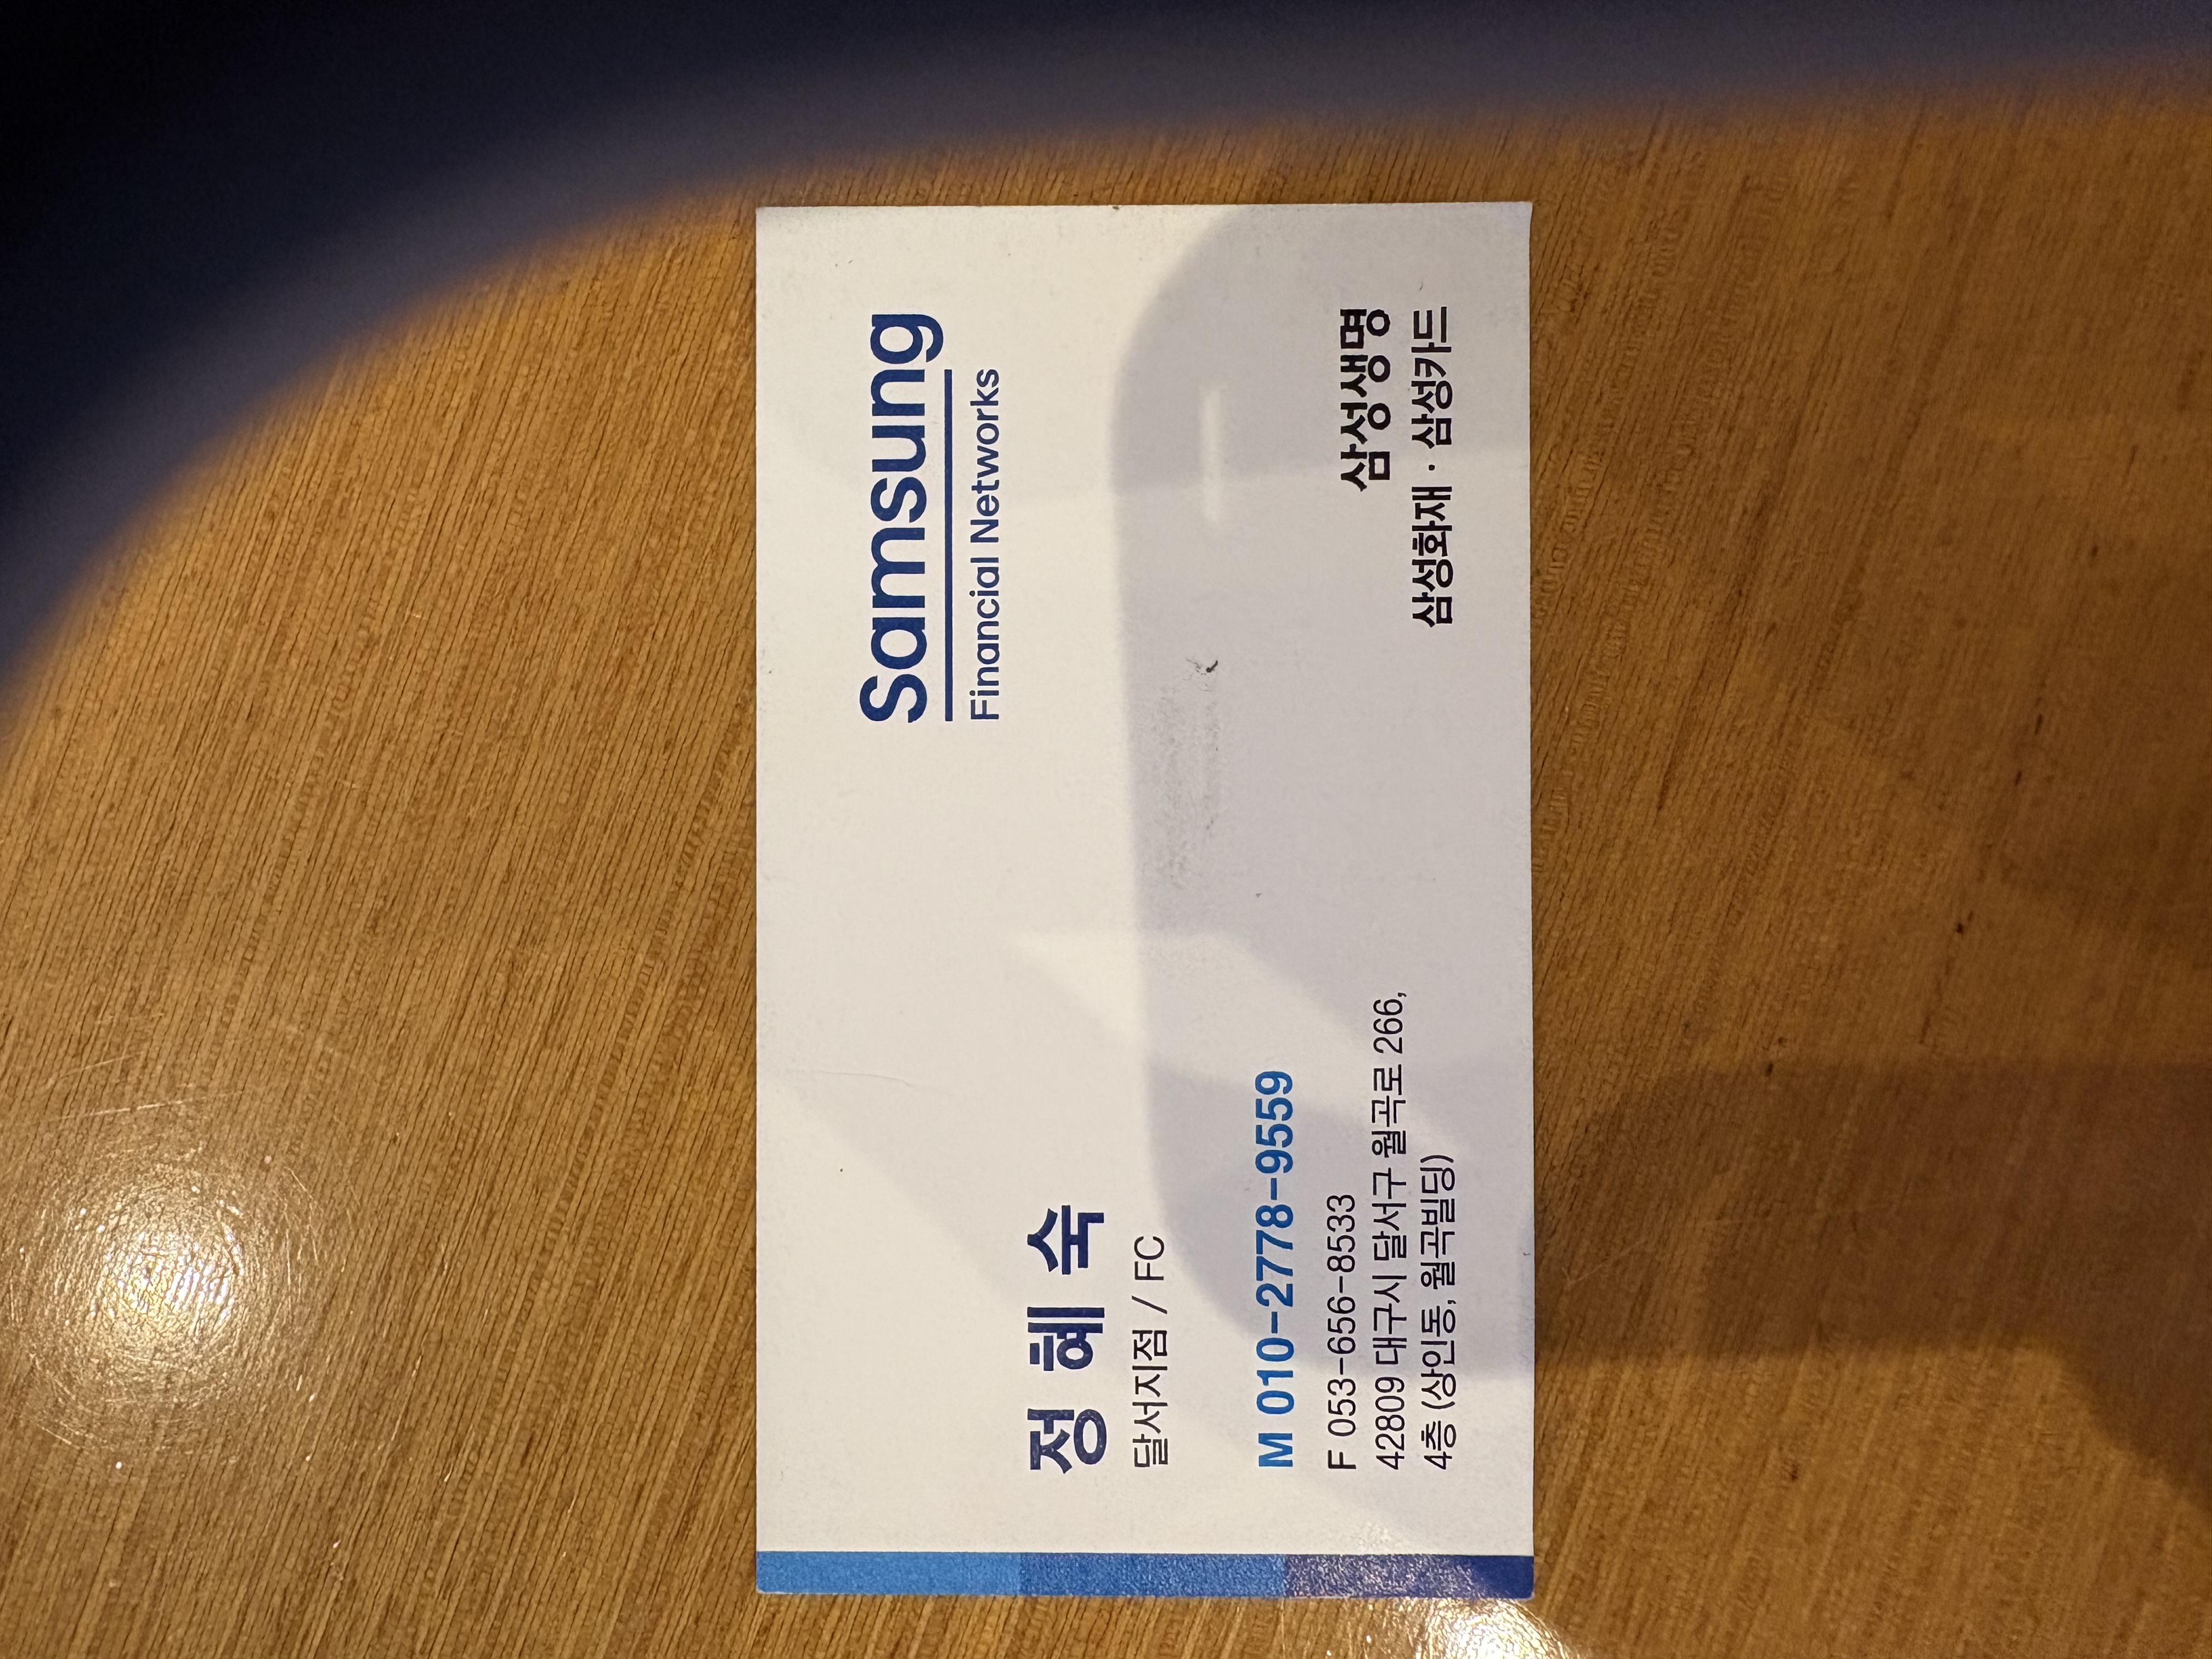 Samsung
Financial Networks
정 혜 숙
달서지점 / FC
M 010-2778-9559
F 053-656-8533
42809 대구시 달서구 월곡로 266,
4층 (상인동, 월곡빌딩)
삼성생명
삼성화재 · 삼성카드